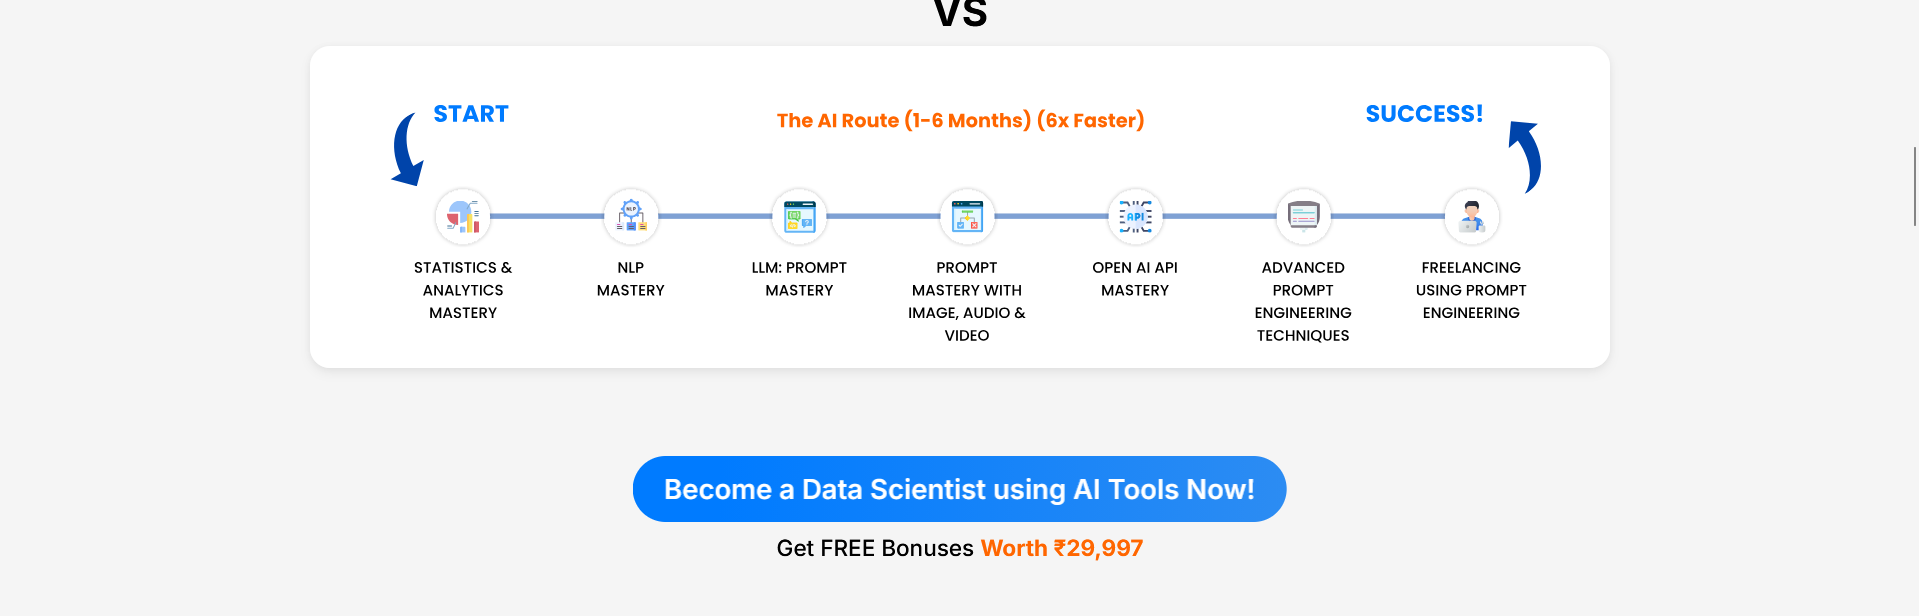 VS
START
The AI Route (1-6 Months) (6x Faster)
SUCCESS!
NLP
API
STATISTICS &
ANALYTICS
MASTERY
NLP
MASTERY
LLM: PROMPT
MASTERY
PROMPT
MASTERY WITH
IMAGE, AUDIO &
VIDEO
OPEN AI API
MASTERY
ADVANCED
PROMPT
ENGINEERING
TECHNIQUES
FREELANCING
USING PROMPT
ENGINEERING
Become a Data Scientist using AI Tools Now!
Get FREE Bonuses Worth ₹29,997